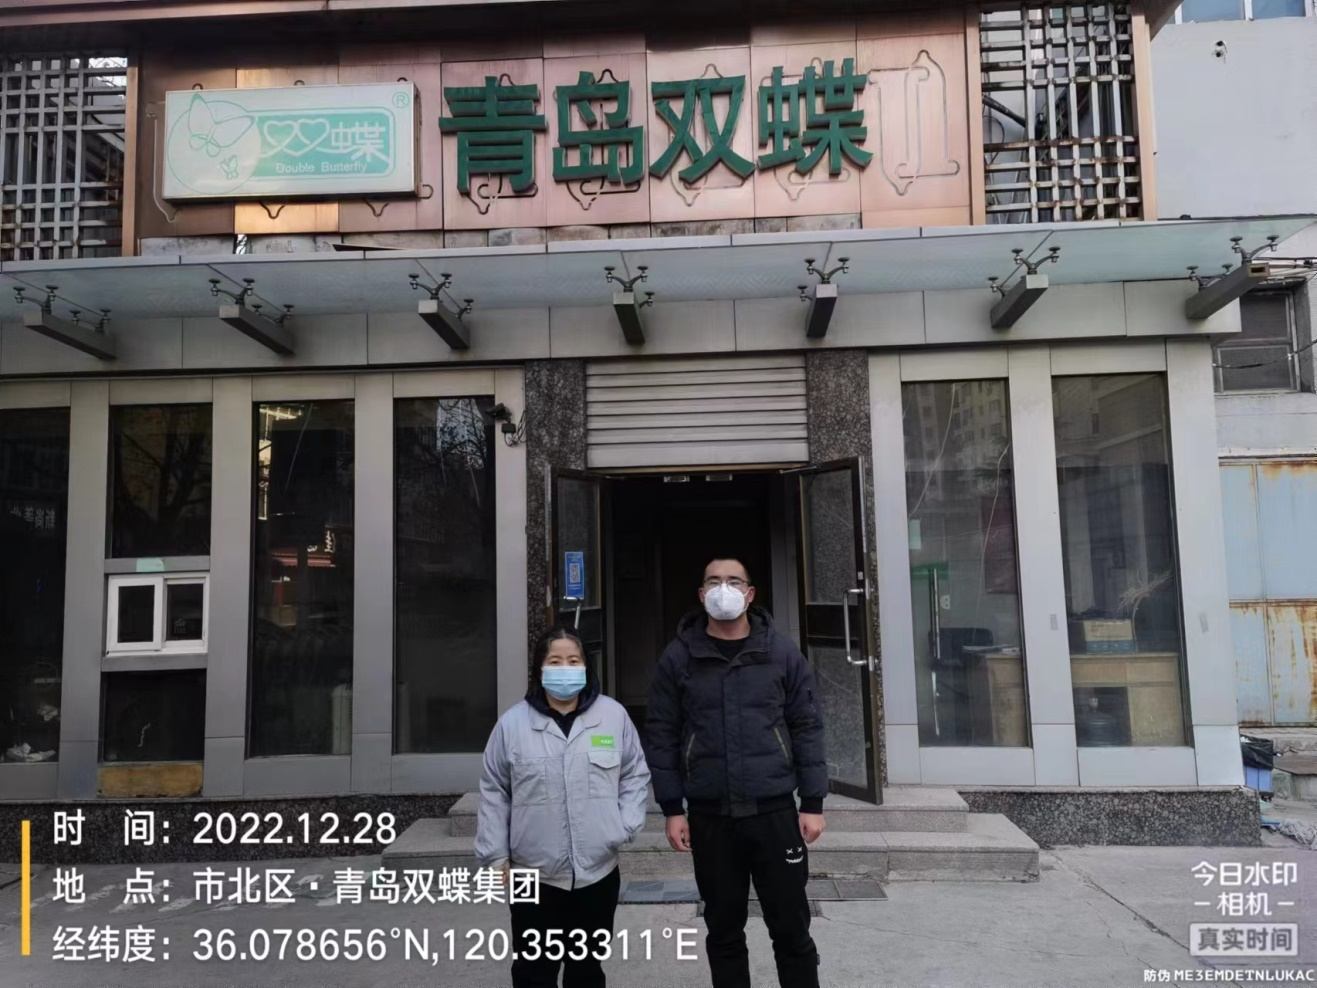 双双蝶®
Double Butterfly
青岛双蝶
时 间：2022.12.28
地 点：市北区·青岛双蝶集团
经纬度：36.078656°N,120.353311°E
今日水印
-相机-
真实时间
防伪 ME3EMDETNLUKAC